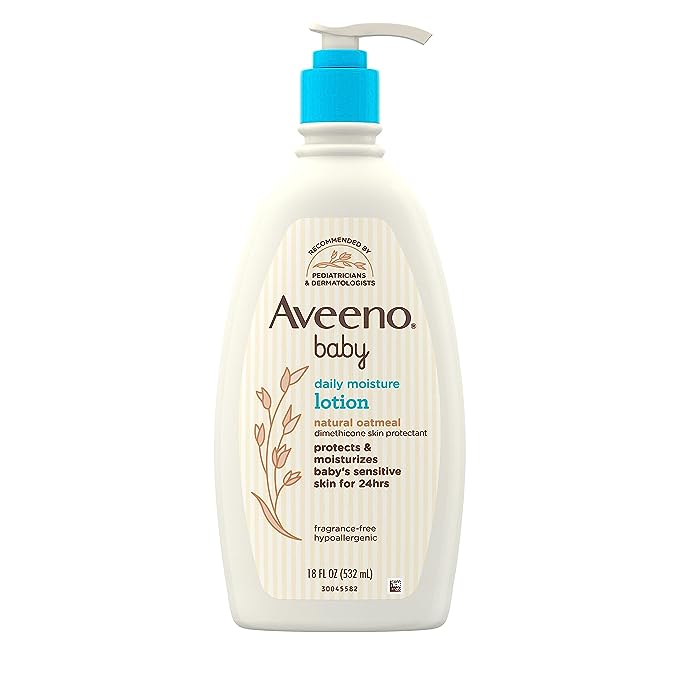 RECOMMENDED BY
PEDIATRICIANS
& DERMATOLOGISTS
Aveeno®
baby
daily moisture
lotion
natural oatmeal
dimethicone skin protectant
protects &
moisturizes
baby's sensitive
skin for 24hrs
fragrance-free
hypoallergenic
18 FL OZ (532 mL)
30045582